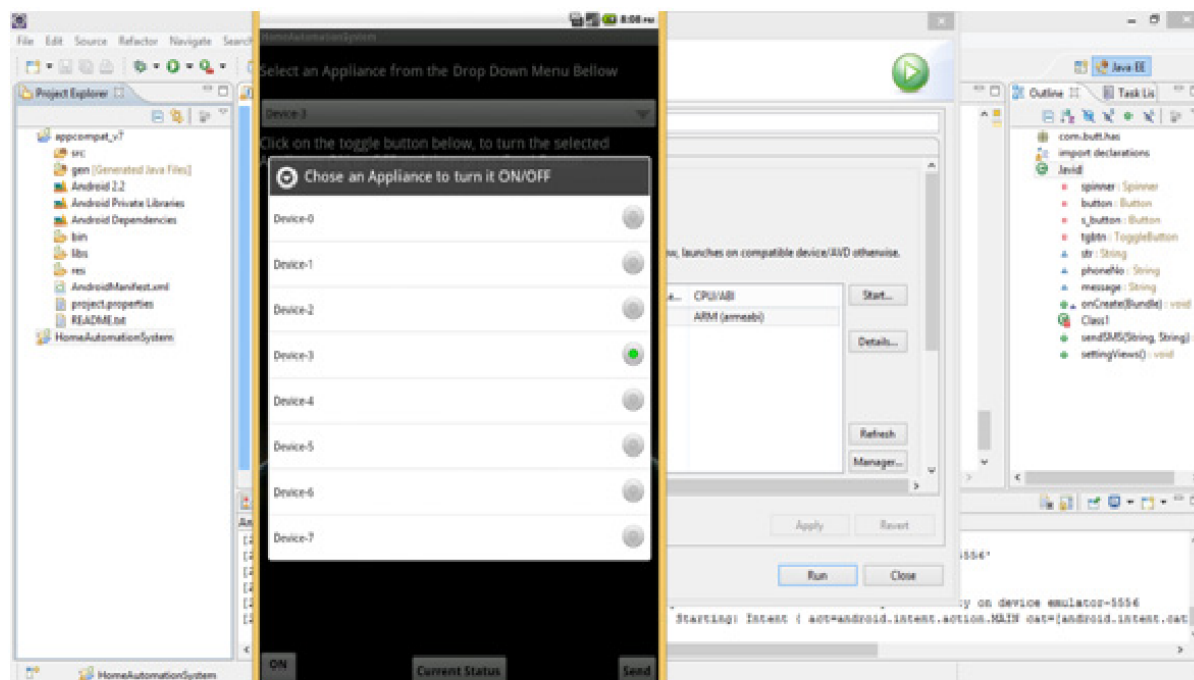 8:08 PM
File Edit Source Refactor Navigate Search
HomeAutomationSystem
Select an Appliance from the Drop Down Menu Bellow
Device-3
Click on the toggle button below, to turn the selected
Chose an Appliance to turn it ON/OFF
Device-0
Device-1
Device-2
Device-3
Device-4
Device-5
Device-6
Device-7
ON
Current Status
Send
Project Explorer
appcompat_v7
src
gen [Generated Java Files]
Android 2.2
Android Private Libraries
Android Dependencies
bin
libs
res
AndroidManifest.xml
project.properties
README.txt
HomeAutomationSystem
HomeAutomationSystem
launches on compatible device/AVD otherwise.
CPU/ABI
ARM (armeabi)
Start...
Details...
Refresh
Manager...
Apply Revert
Run Close
Java EE
Outline Task Lis
com.butt.has
import declarations
Javid
spinner : Spinner
button : Button
s_button : Button
tgbtn : ToggleButton
str : String
phoneNo : String
message : String
onCreate(Bundle) : void
Class1
sendSMS(String, String) :
settingViews() : void
5556'
on device emulator-5556
Starting: Intent { act=android.intent.action.MAIN cat=[android.intent.cat